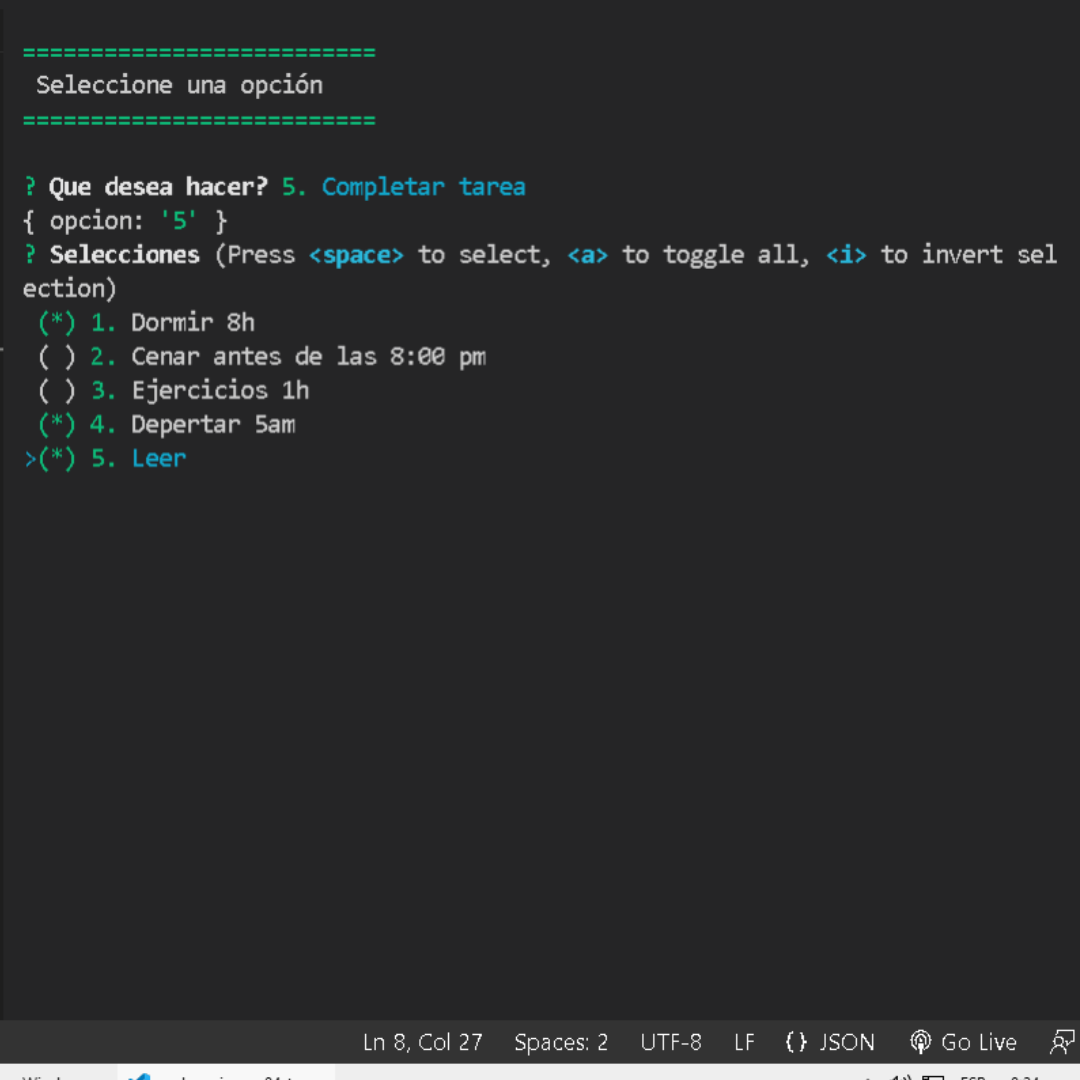 ==========================
Seleccione una opción
==========================
? Que desea hacer? 5. Completar tarea
{ opcion: '5' }
? Selecciones (Press <space> to select, <a> to toggle all, <i> to invert sel
ection)
(*) 1. Dormir 8h
( ) 2. Cenar antes de las 8:00 pm
( ) 3. Ejercicios 1h
(*) 4. Depertar 5am
>(*) 5. Leer
Ln 8, Col 27 Spaces: 2 UTF-8 LF {} JSON Go Live